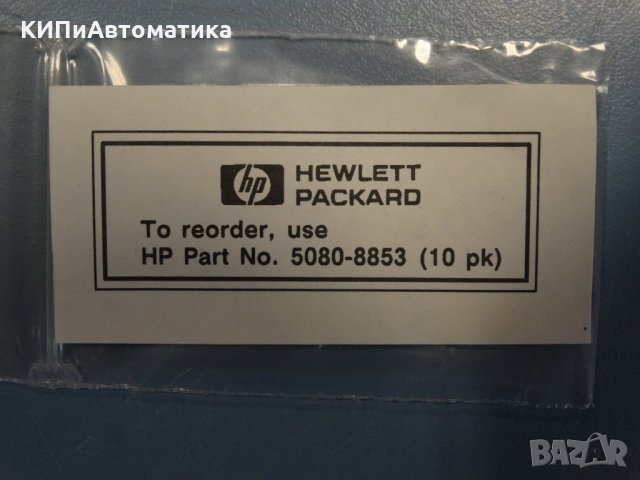 КИПиАвтоматика
hp HEWLETT
PACKARD
To reorder, use
HP Part No. 5080-8853 (10 pk)
BAZAR